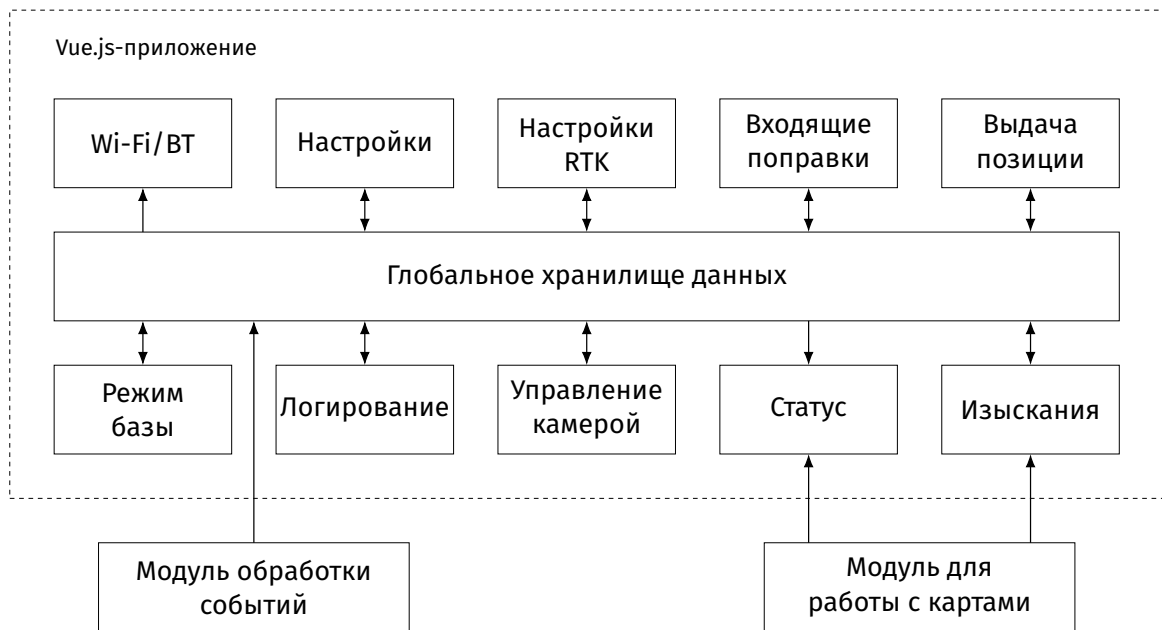 Vue.js-приложение
Wi-Fi/BT
Настройки
Настройки
RTK
Входящие
поправки
Выдача
позиции
Глобальное хранилище данных
Режим
базы
Логирование
Управление
камерой
Статус
Изыскания
Модуль обработки
событий
Модуль для
работы с картами